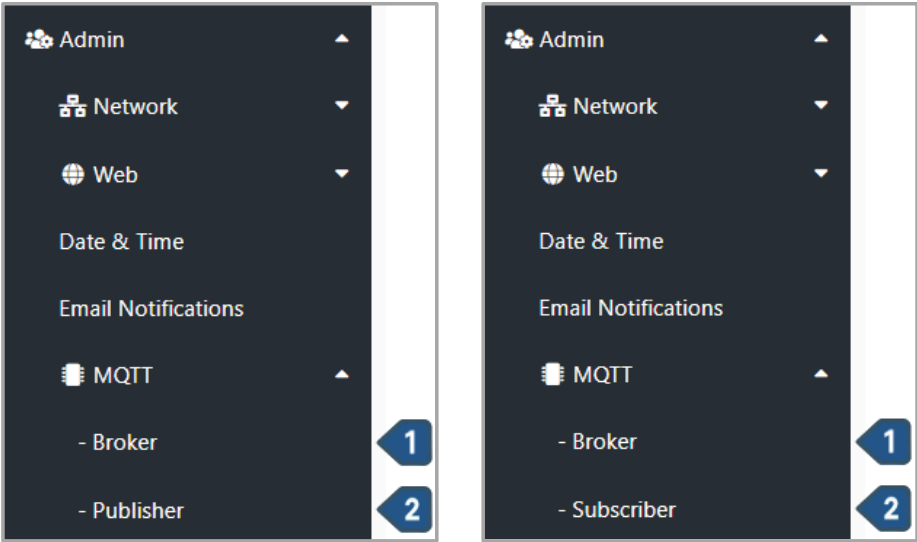 Admin
Network
Web
Date & Time
Email Notifications
MQTT
- Broker
1
- Publisher
2
Admin
Network
Web
Date & Time
Email Notifications
MQTT
- Broker
1
- Subscriber
2